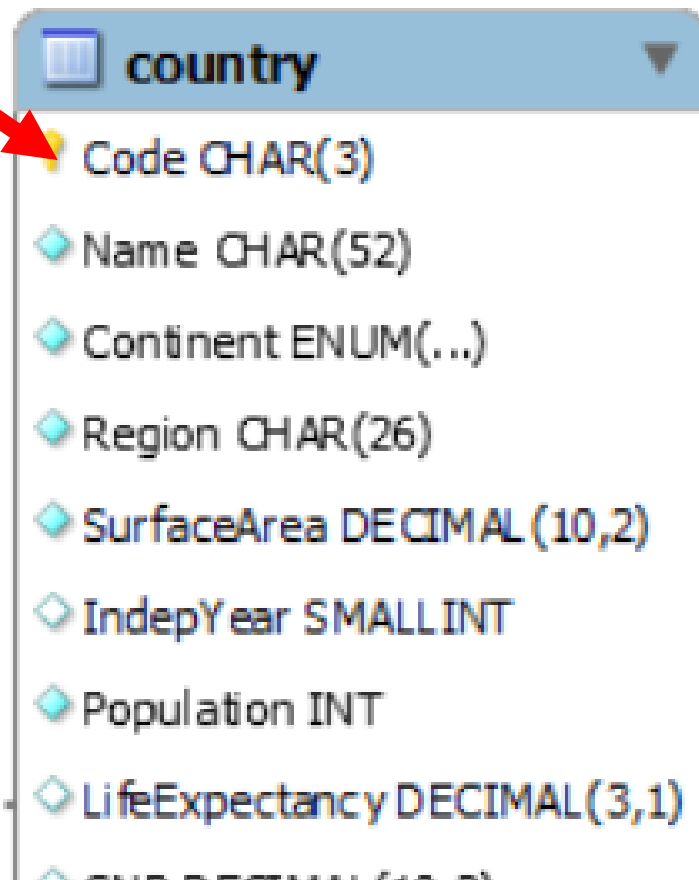 country
Code CHAR(3)
Name CHAR(52)
Continent ENUM(...)
Region CHAR(26)
SurfaceArea DECIMAL(10,2)
IndepYear SMALLINT
Population INT
LifeExpectancy DECIMAL(3,1)